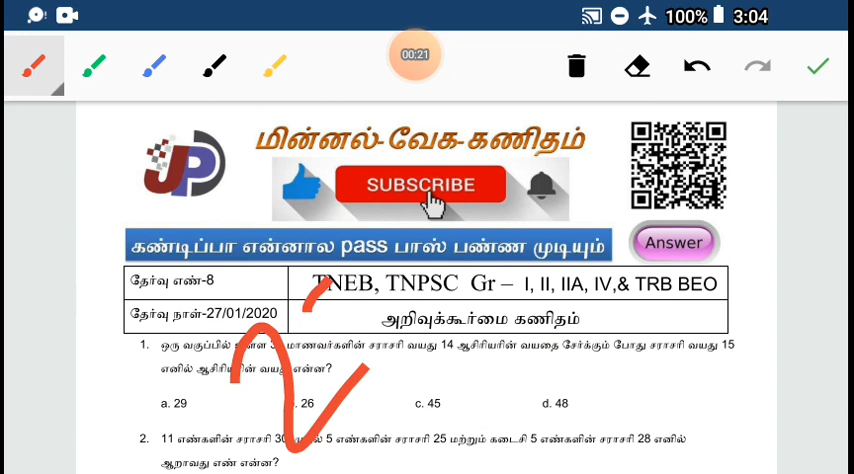 100% 3:04
00:21
JP
மின்னல்-வேக-கணிதம்
SUBSCRIBE
கண்டிப்பா என்னால pass பாஸ் பண்ண முடியும்
Answer
தேர்வு எண்-8
TNEB, TNPSC Gr – I, II, IIA, IV,& TRB BEO
தேர்வு நாள்-27/01/2020
அறிவுக்கூர்மை கணிதம்
1. ஒரு வகுப்பில் உள்ள மாணவர்களின் சராசரி வயது 14 ஆசிரியரின் வயதை சேர்க்கும் போது சராசரி வயது 15
எனில் ஆசிரியரின் வயது என்ன?
a. 29 b. 26 c. 45 d. 48
2. 11 எண்களின் சராசரி 30 முதல் 5 எண்களின் சராசரி 25 மற்றும் கடைசி 5 எண்களின் சராசரி 28 எனில்
ஆறாவது எண் என்ன?